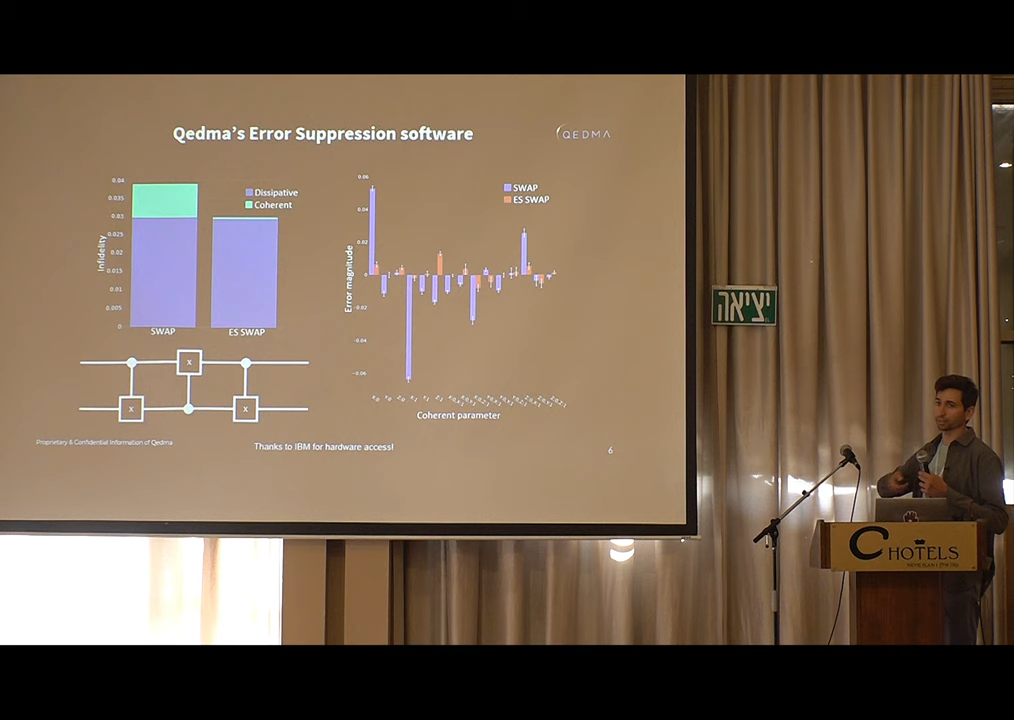 Qedma's Error Suppression software
QEDMA
Infidelity
0.04
0.035
0.03
0.025
0.02
0.015
0.01
0.005
0
Dissipative
Coherent
SWAP
ES SWAP
Error magnitude
0.06
0.04
0.02
0
−0.02
−0.04
−0.06
SWAP
ES SWAP
Coherent parameter
X
X
X
Proprietary & Confidential Information of Qedma
Thanks to IBM for hardware access!
6
יציאה
C HOTELS